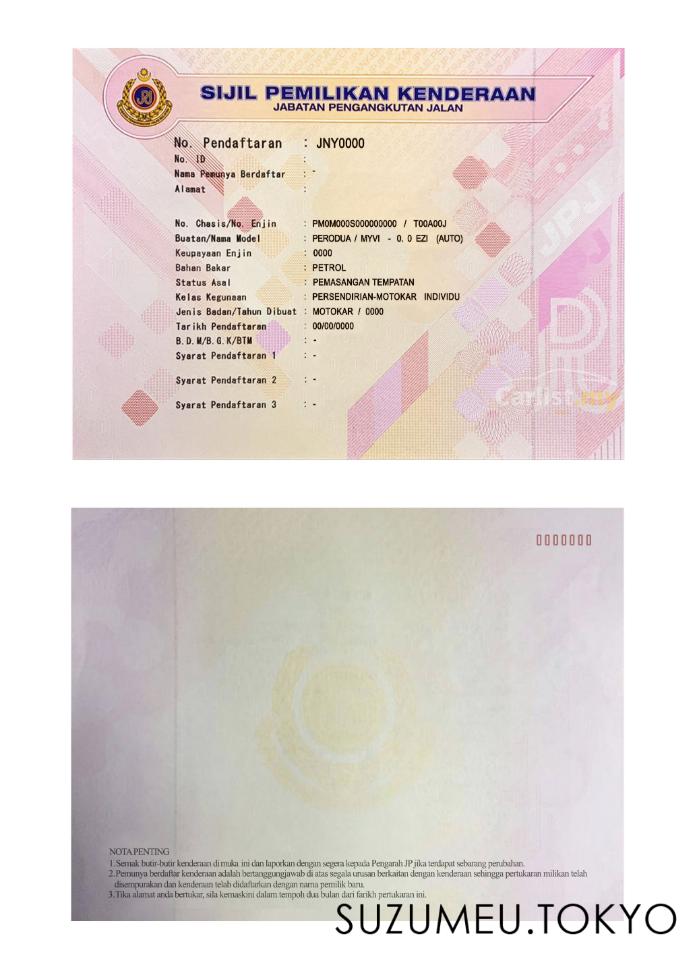 SIJIL PEMILIKAN KENDERAAN
JABATAN PENGANGKUTAN JALAN
No. Pendaftaran : JNY0000
No. ID :
Nama Pemunya Berdaftar : -
Alamat :
No. Chasis/No. Enjin : PM0M000S000000000 / T00A00J
Buatan/Nama Model : PERODUA / MYVI - 0. 0 EZI (AUTO)
Keupayaan Enjin : 0000
Bahan Bakar : PETROL
Status Asal : PEMASANGAN TEMPATAN
Kelas Kegunaan : PERSENDIRIAN-MOTOKAR INDIVIDU
Jenis Badan/Tahun Dibuat : MOTOKAR / 0000
Tarikh Pendaftaran : 00/00/0000
B.D.M/B.G.K/BTM : -
Syarat Pendaftaran 1 : -
Syarat Pendaftaran 2 : -
Syarat Pendaftaran 3 : -
JPJ
JPJ
Carlist.my
0000000
NOTA PENTING
1.Semak butir-butir kenderaan di muka ini dan laporkan dengan segera kepada Pengarah JP jika terdapat sebarang perubahan.
2.Pemunya berdaftar kenderaan adalah bertanggungjawab di atas segala urusan berkaitan dengan kenderaan sehingga pertukaran milikan telah
disempurakan dan kenderaan telah didaftarkan dengan nama pemilik baru.
3.Tika alamat anda bertukar, sila kemaskini dalam tempoh dua bulan dari farikh pertukaran ini.
SUZUMEU.TOKYO